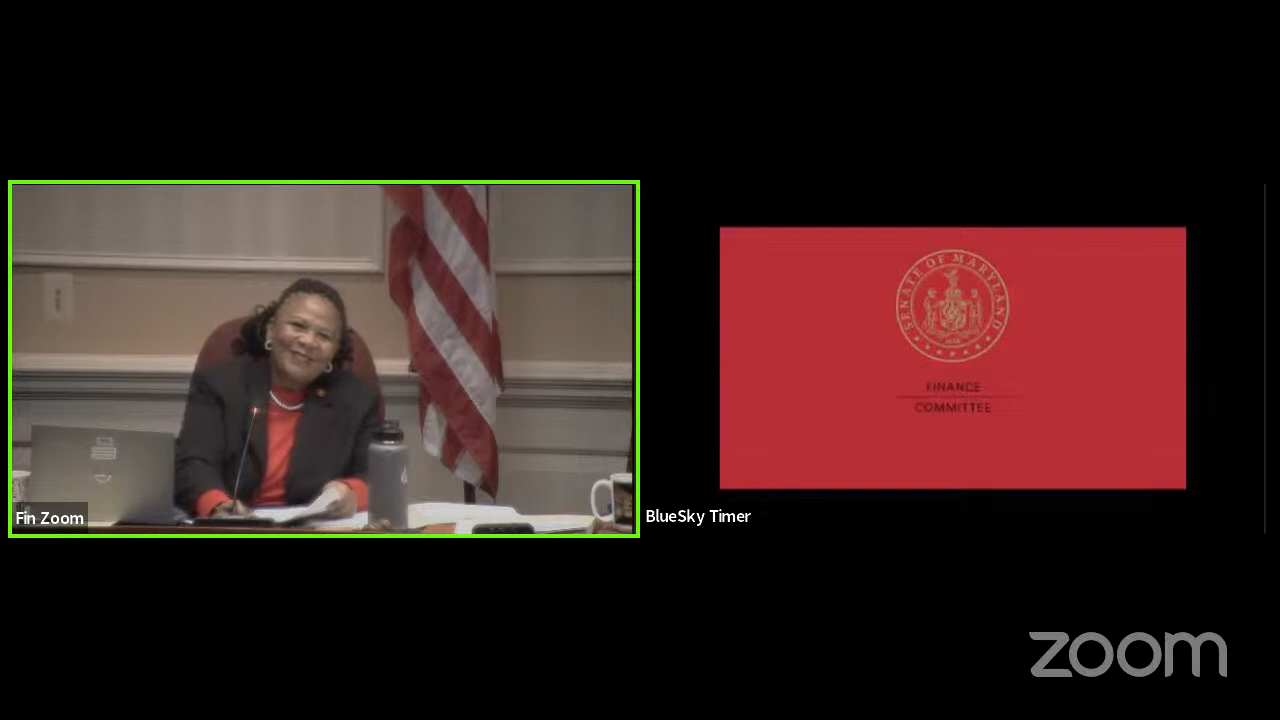 Fin Zoom
SENATE OF MARYLAND
FINANCE
COMMITTEE
BlueSky Timer
zoom